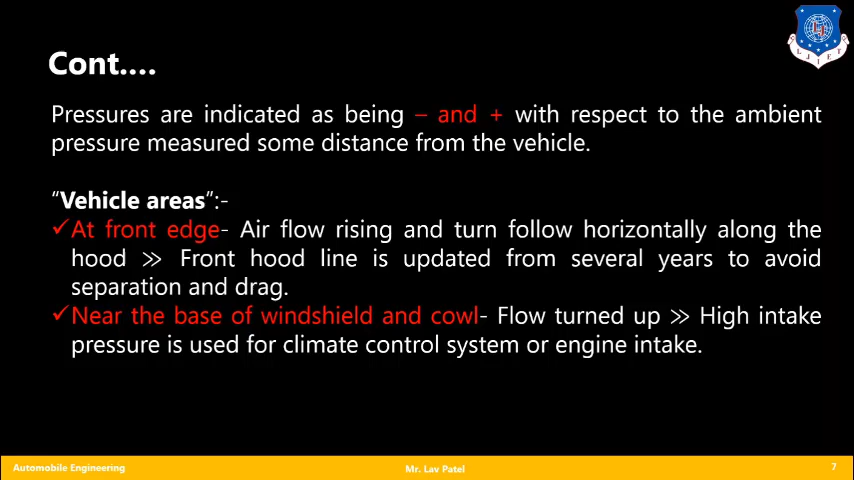 Cont.…
Pressures are indicated as being – and + with respect to the ambient
pressure measured some distance from the vehicle.
“Vehicle areas”:-
✓At front edge- Air flow rising and turn follow horizontally along the
hood ≫ Front hood line is updated from several years to avoid
separation and drag.
✓Near the base of windshield and cowl- Flow turned up ≫ High intake
pressure is used for climate control system or engine intake.
LJIET
Automobile Engineering
Mr. Lav Patel
7